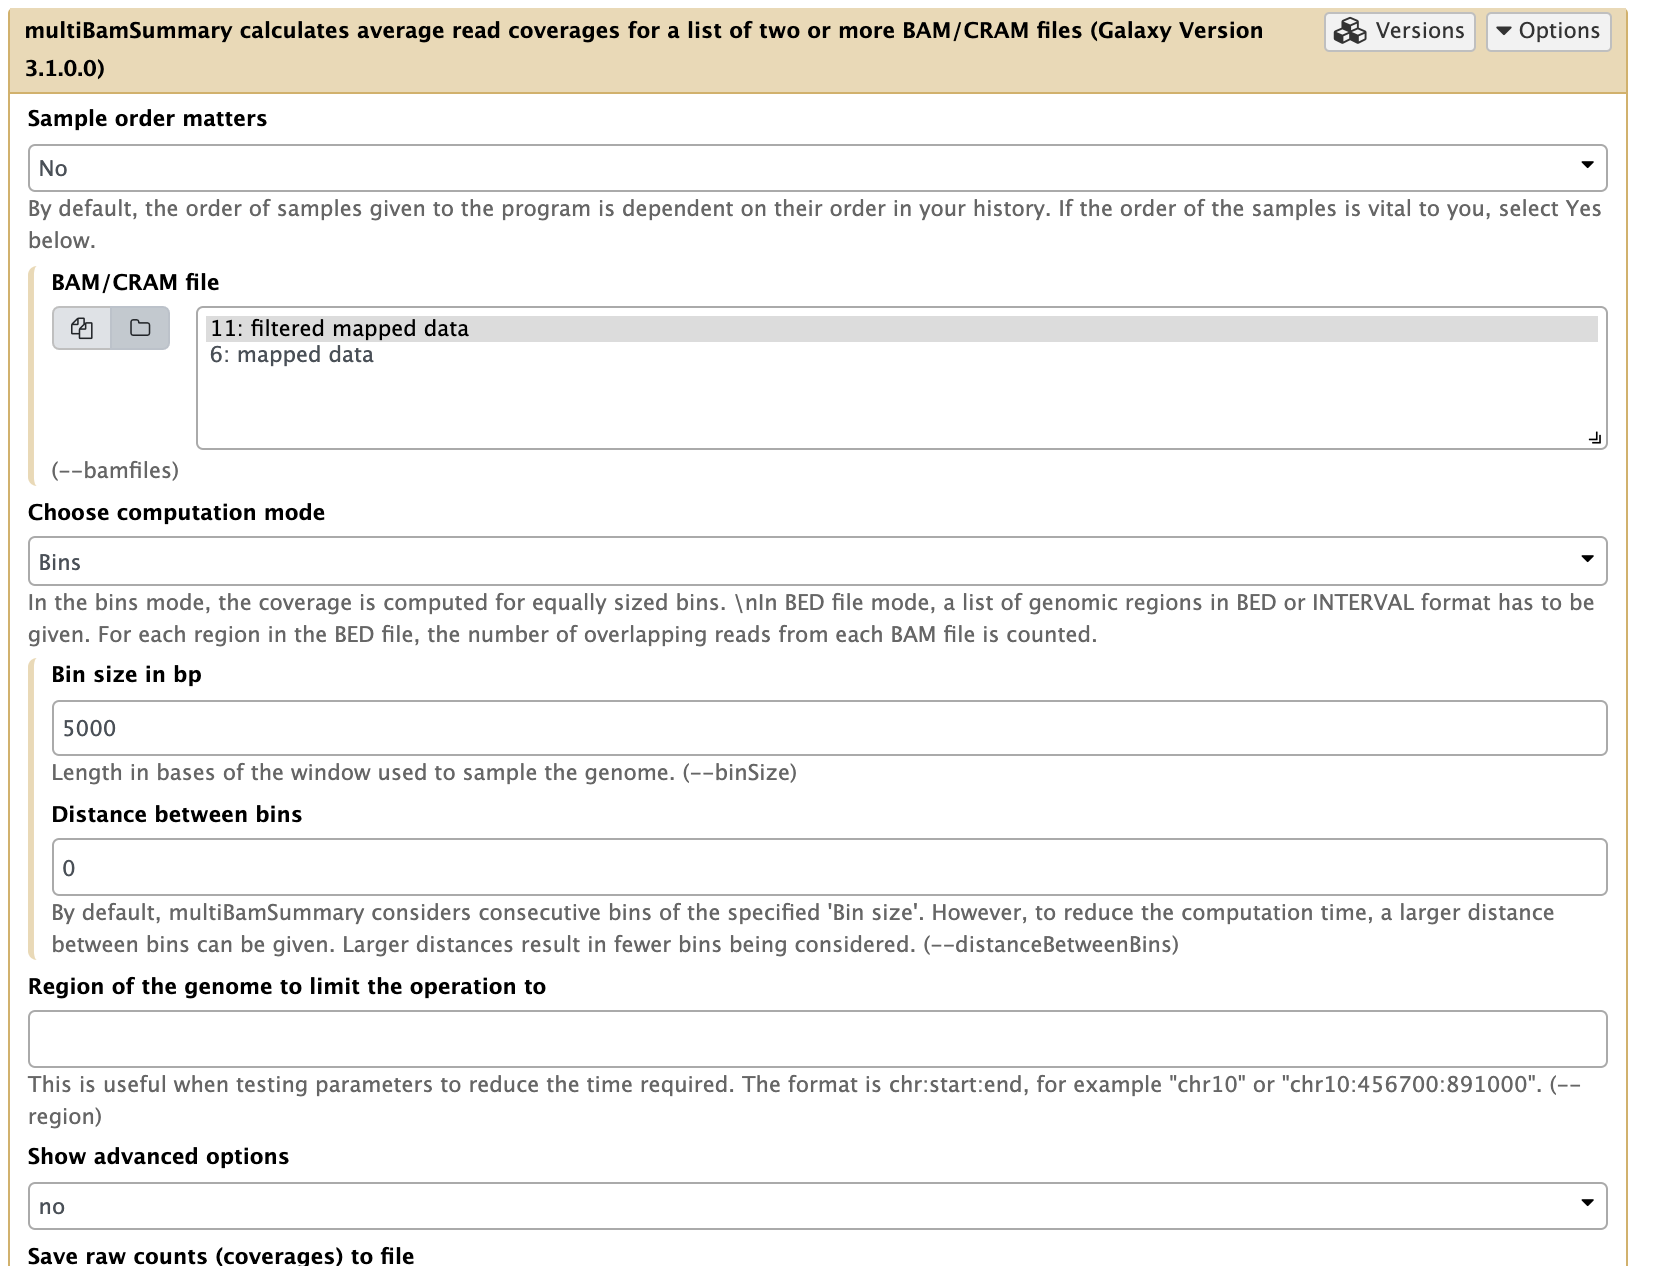 multiBamSummary calculates average read coverages for a list of two or more BAM/CRAM files (Galaxy Version
3.1.0.0)
Versions
Options
Sample order matters
No
By default, the order of samples given to the program is dependent on their order in your history. If the order of the samples is vital to you, select Yes
below.
BAM/CRAM file
11: filtered mapped data
6: mapped data
(--bamfiles)
Choose computation mode
Bins
In the bins mode, the coverage is computed for equally sized bins. \nIn BED file mode, a list of genomic regions in BED or INTERVAL format has to be
given. For each region in the BED file, the number of overlapping reads from each BAM file is counted.
Bin size in bp
5000
Length in bases of the window used to sample the genome. (--binSize)
Distance between bins
0
By default, multiBamSummary considers consecutive bins of the specified 'Bin size'. However, to reduce the computation time, a larger distance
between bins can be given. Larger distances result in fewer bins being considered. (--distanceBetweenBins)
Region of the genome to limit the operation to
This is useful when testing parameters to reduce the time required. The format is chr:start:end, for example "chr10" or "chr10:456700:891000". (--
region)
Show advanced options
no
Save raw counts (coverages) to file